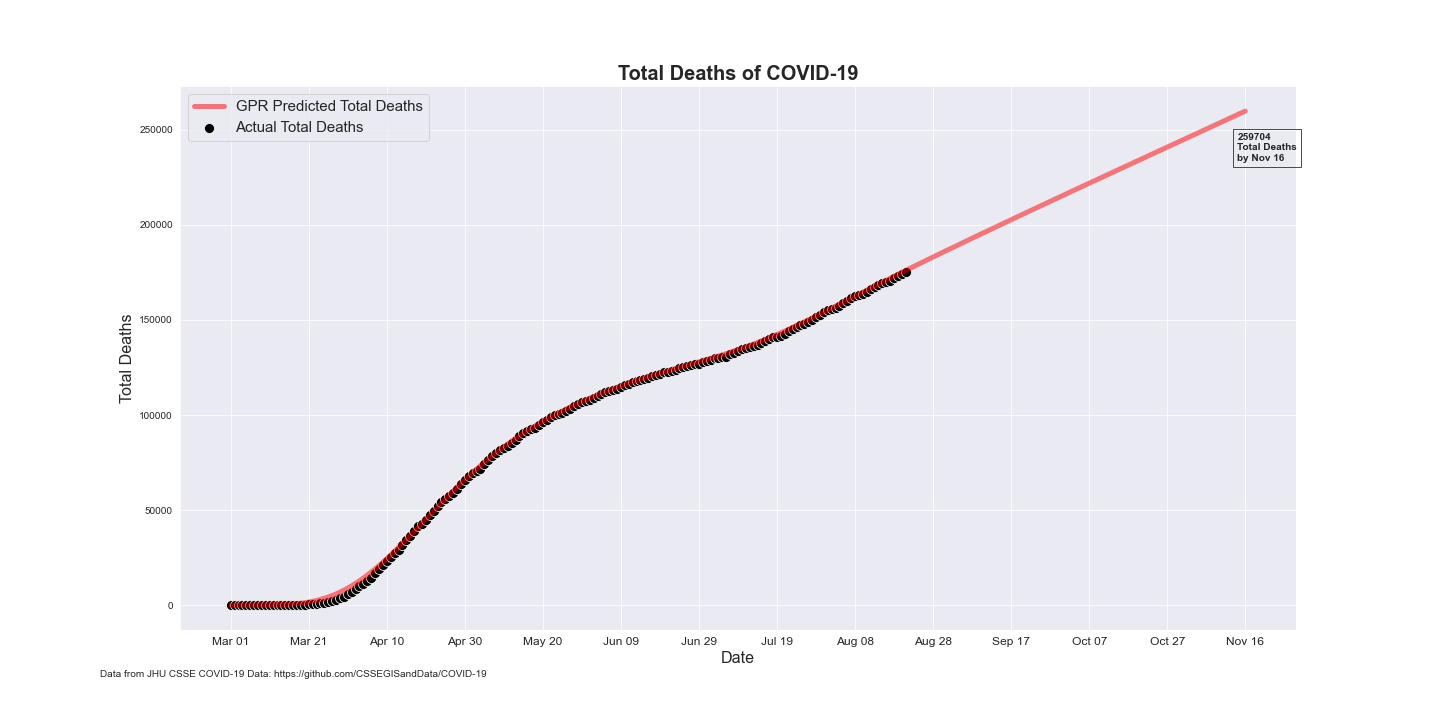 Total Deaths of COVID-19
GPR Predicted Total Deaths
Actual Total Deaths
259704
Total Deaths
by Nov 16
Total Deaths
250000
200000
150000
100000
50000
0
Mar 01 Mar 21 Apr 10 Apr 30 May 20 Jun 09 Jun 29 Jul 19 Aug 08 Aug 28 Sep 17 Oct 07 Oct 27 Nov 16
Date
Data from JHU CSSE COVID-19 Data: https://github.com/CSSEGISandData/COVID-19